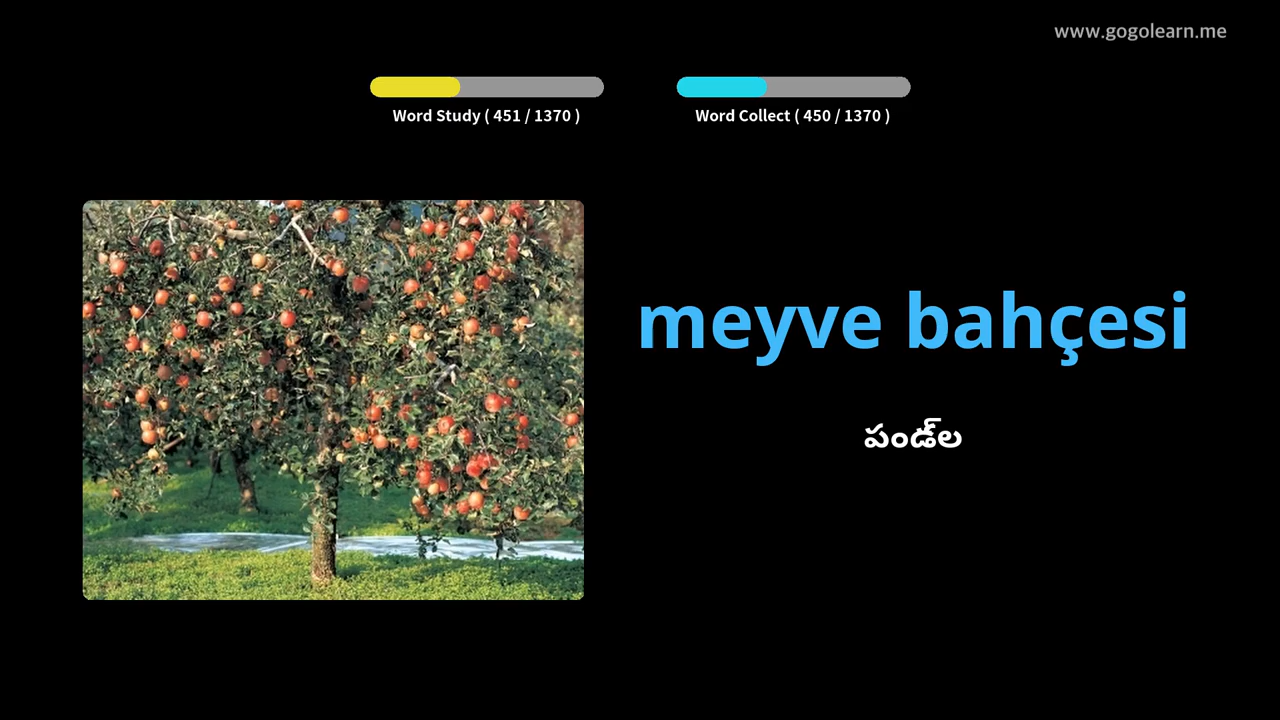 www.gogolearn.me
Word Study ( 451 / 1370 )
Word Collect ( 450 / 1370 )
meyve bahçesi
పండ్‌ల